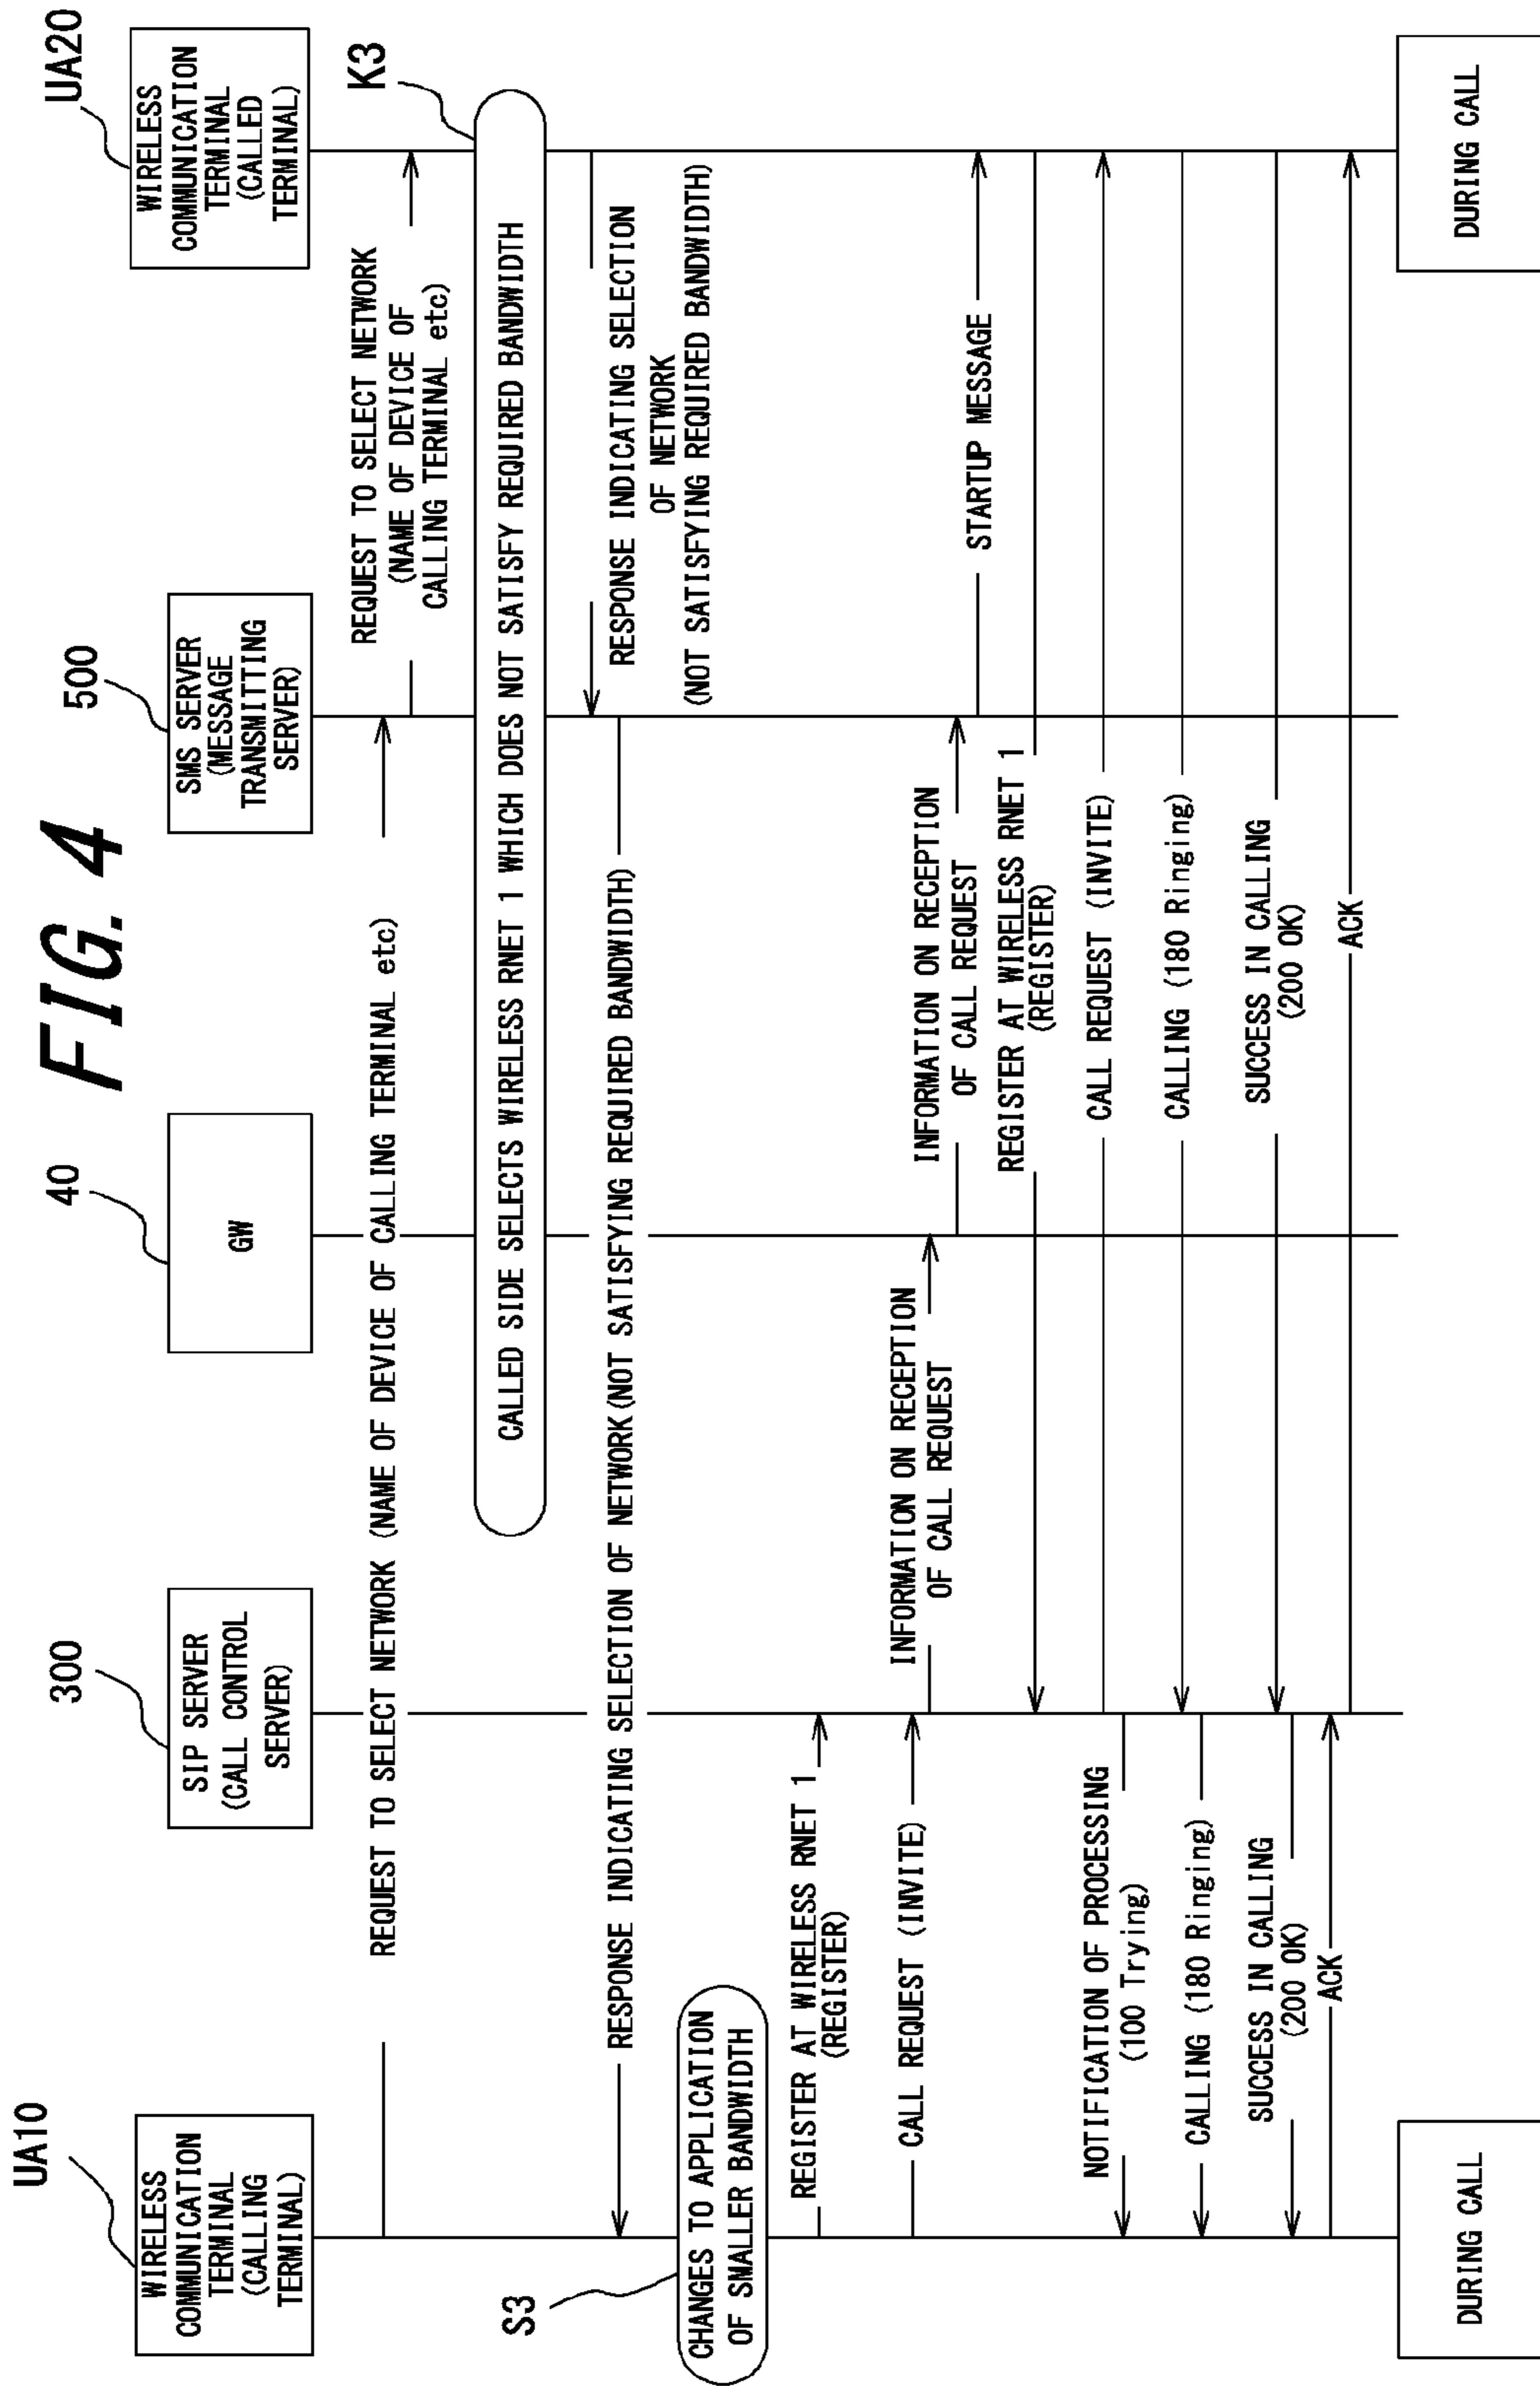 FIG. 4
UA10
WIRELESS
COMMUNICATION
TERMINAL
(CALLING
TERMINAL)
300
SIP SERVER
(CALL CONTROL
SERVER)
40
GW
500
SMS SERVER
(MESSAGE
TRANSMITTING
SERVER)
UA20
WIRELESS
COMMUNICATION
TERMINAL
(CALLED
TERMINAL)
REQUEST TO SELECT NETWORK (NAME OF DEVICE OF CALLING TERMINAL etc)
REQUEST TO SELECT NETWORK
(NAME OF DEVICE OF
CALLING TERMINAL etc)
K3
CALLED SIDE SELECTS WIRELESS RNET 1 WHICH DOES NOT SATISFY REQUIRED BANDWIDTH
RESPONSE INDICATING SELECTION
OF NETWORK
(NOT SATISFYING REQUIRED BANDWIDTH)
RESPONSE INDICATING SELECTION OF NETWORK(NOT SATISFYING REQUIRED BANDWIDTH)
S3
CHANGES TO APPLICATION
OF SMALLER BANDWIDTH
REGISTER AT WIRELESS RNET 1
(REGISTER)
CALL REQUEST (INVITE)
INFORMATION ON RECEPTION
OF CALL REQUEST
INFORMATION ON RECEPTION
OF CALL REQUEST
STARTUP MESSAGE
REGISTER AT WIRELESS RNET 1
(REGISTER)
CALL REQUEST (INVITE)
NOTIFICATION OF PROCESSING
(100 Trying)
CALLING (180 Ringing)
CALLING (180 Ringing)
SUCCESS IN CALLING
(200 OK)
SUCCESS IN CALLING
(200 OK)
ACK
ACK
DURING CALL
DURING CALL